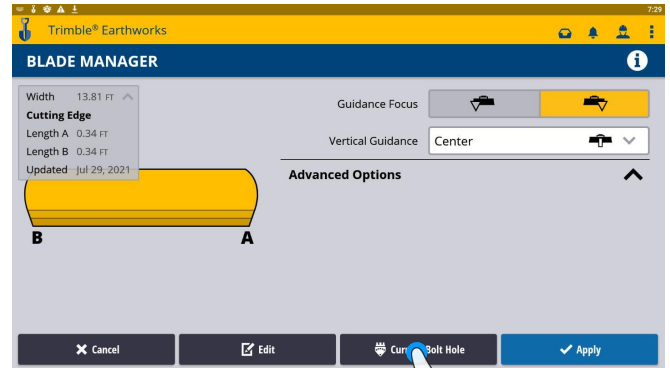 7:29
Trimble® Earthworks
BLADE MANAGER
Width 13.81 FT
Cutting Edge
Length A 0.34 FT
Length B 0.34 FT
Updated Jul 29, 2021
B A
Guidance Focus
Vertical Guidance Center
Advanced Options
Cancel Edit Bolt Hole Apply